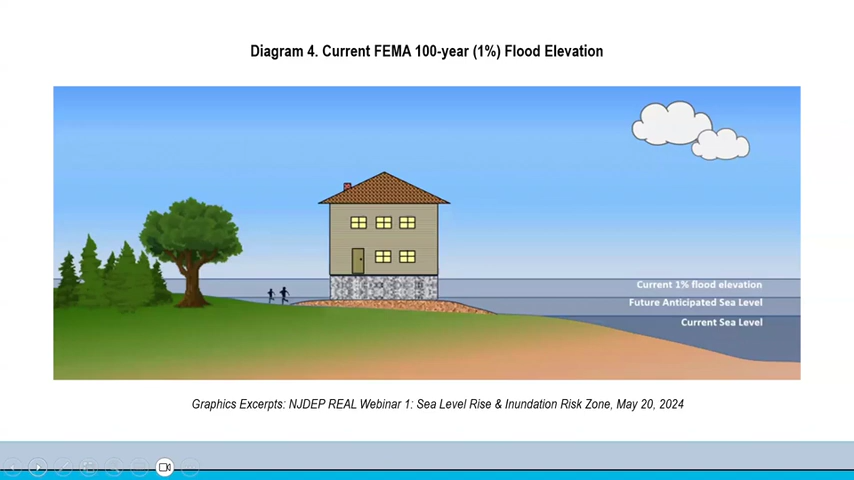 Diagram 4. Current FEMA 100-year (1%) Flood Elevation
Current 1% flood elevation
Future Anticipated Sea Level
Current Sea Level
Graphics Excerpts: NJDEP REAL Webinar 1: Sea Level Rise & Inundation Risk Zone, May 20, 2024